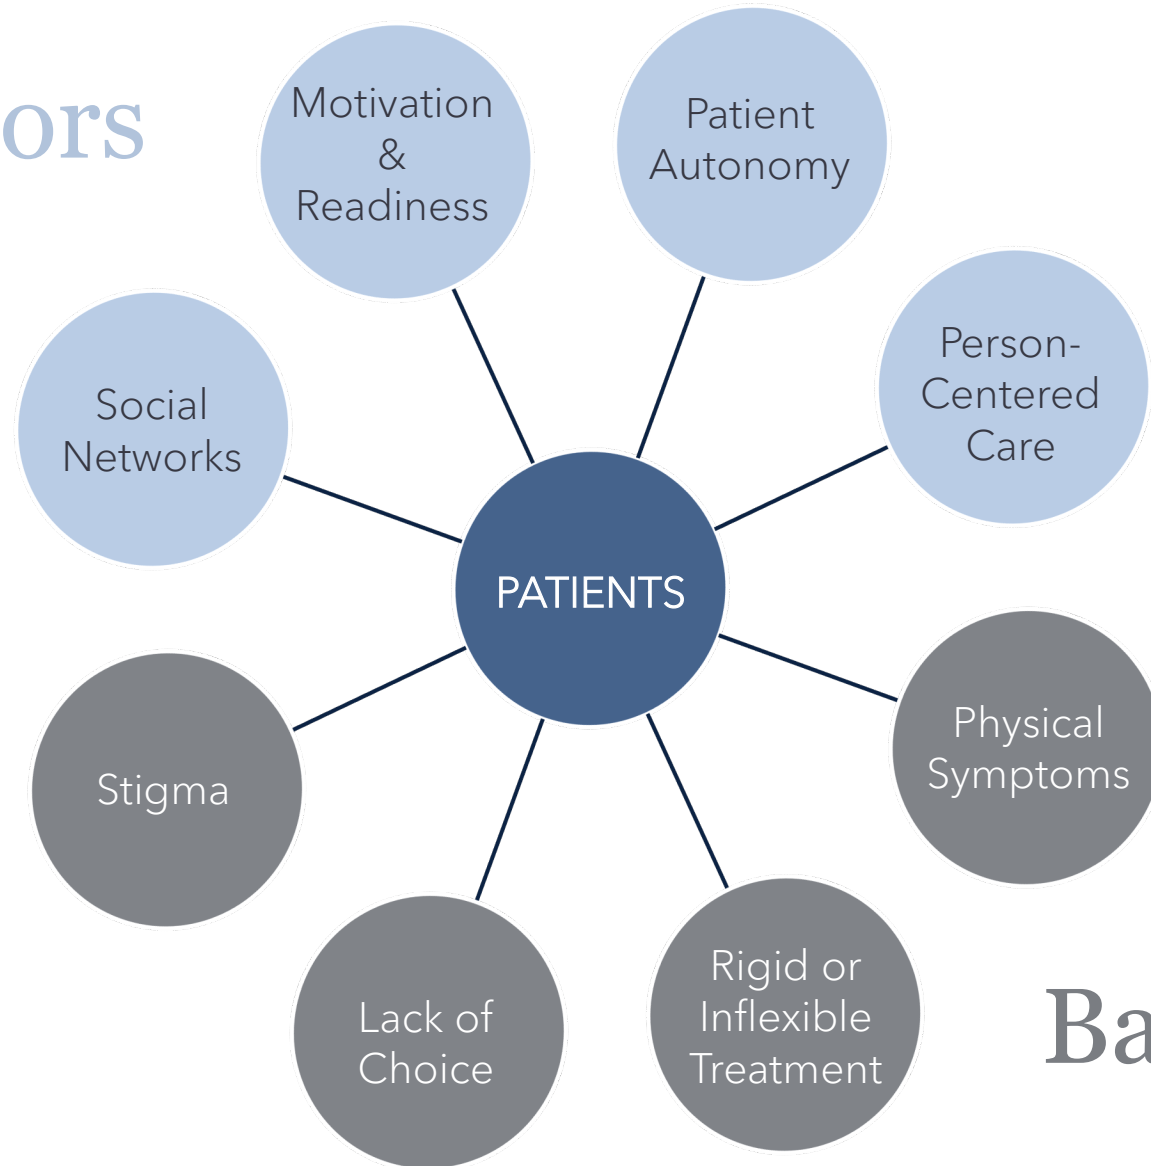 ors
Motivation
&
Readiness
Patient
Autonomy
Person-
Centered
Care
Social
Networks
PATIENTS
Physical
Symptoms
Stigma
Rigid or
Inflexible
Treatment
Lack of
Choice
Ba